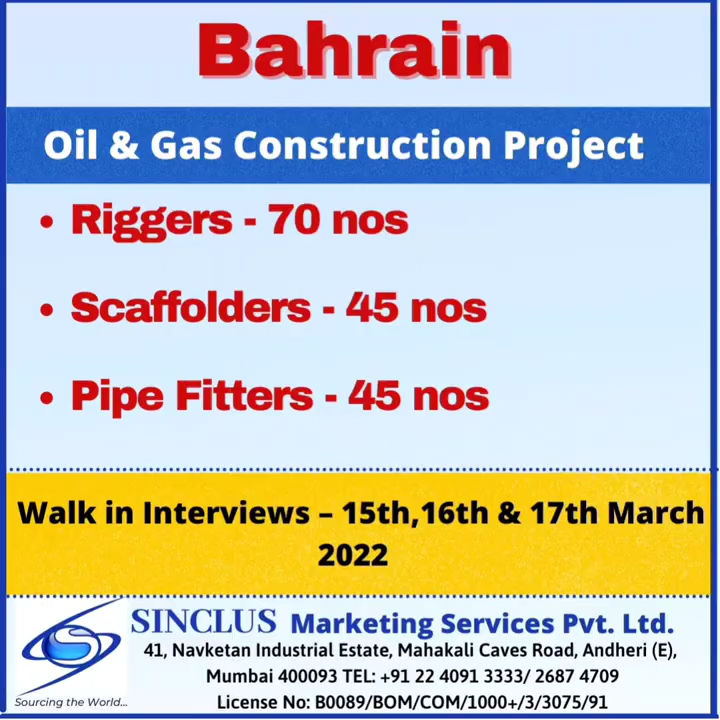 Bahrain
Oil & Gas Construction Project
• Riggers - 70 nos
• Scaffolders - 45 nos
• Pipe Fitters - 45 nos
Walk in Interviews – 15th,16th & 17th March
2022
SINCLUS Marketing Services Pvt. Ltd.
41, Navketan Industrial Estate, Mahakali Caves Road, Andheri (E),
Mumbai 400093 TEL: +91 22 4091 3333/ 2687 4709
License No: B0089/BOM/COM/1000+/3/3075/91
Sourcing the World...